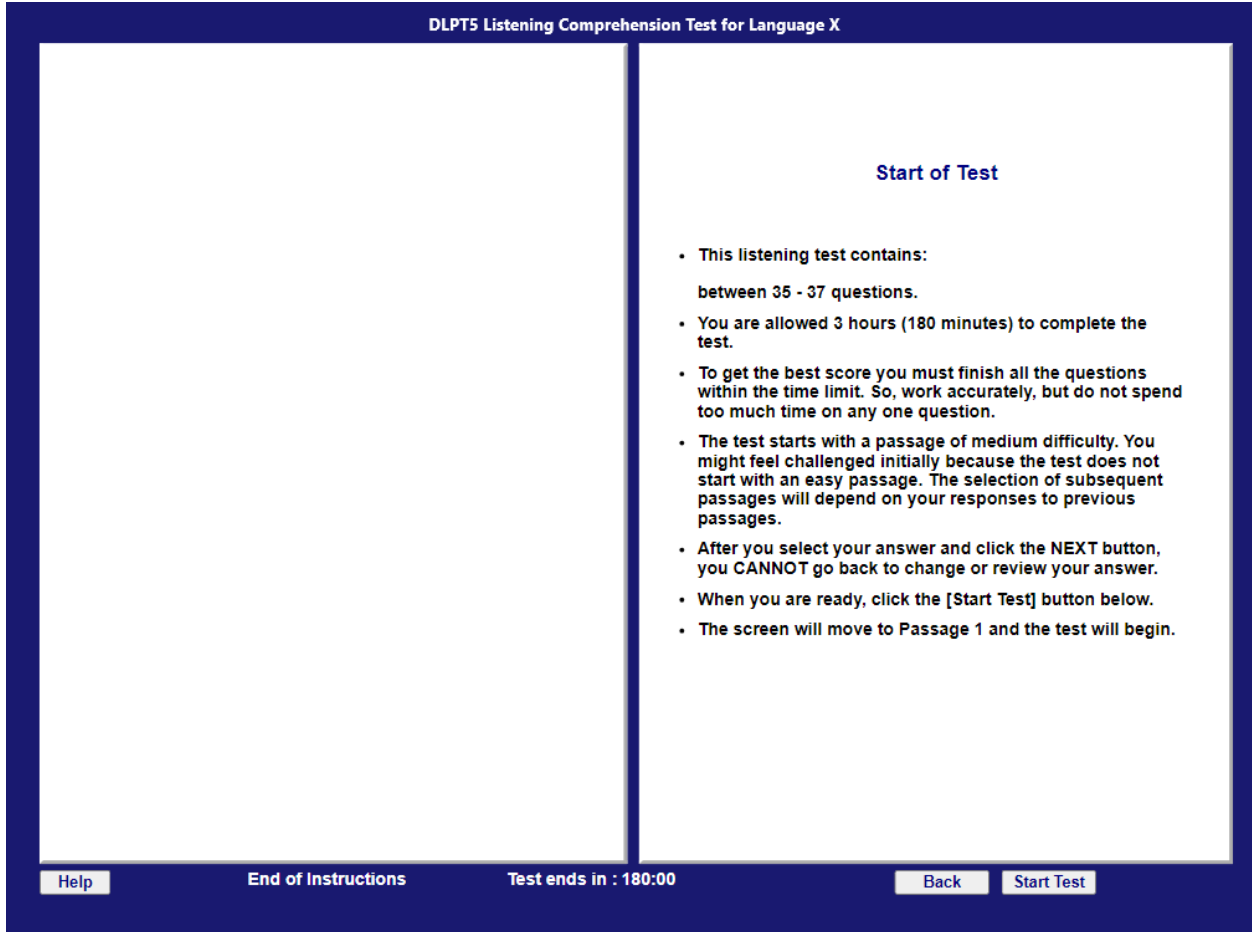 DLPT5 Listening Comprehension Test for Language X
Start of Test
• This listening test contains:
between 35 - 37 questions.
• You are allowed 3 hours (180 minutes) to complete the
test.
• To get the best score you must finish all the questions
within the time limit. So, work accurately, but do not spend
too much time on any one question.
• The test starts with a passage of medium difficulty. You
might feel challenged initially because the test does not
start with an easy passage. The selection of subsequent
passages will depend on your responses to previous
passages.
• After you select your answer and click the NEXT button,
you CANNOT go back to change or review your answer.
• When you are ready, click the [Start Test] button below.
• The screen will move to Passage 1 and the test will begin.
Help End of Instructions Test ends in : 180:00 Back Start Test